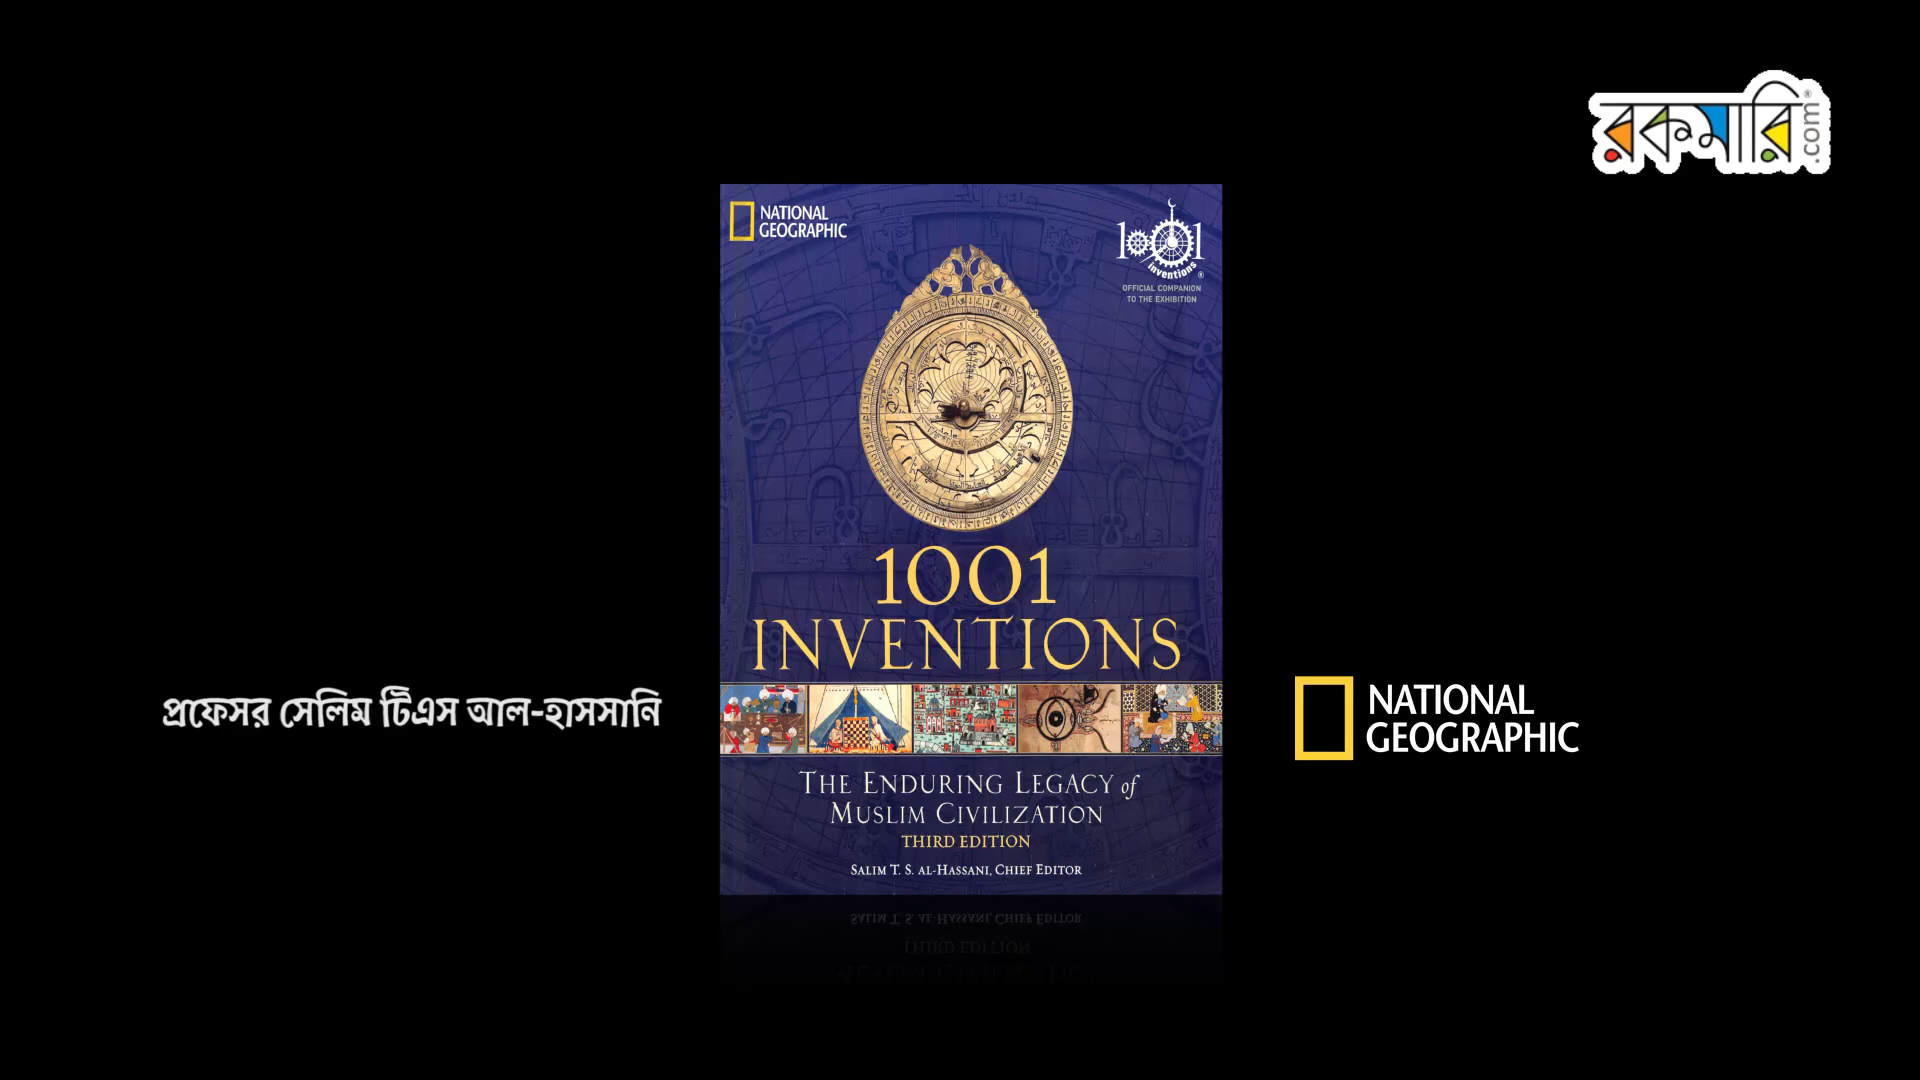 রকমারি
.com
NATIONAL
GEOGRAPHIC
1001
inventions
OFFICIAL COMPANION
TO THE EXHIBITION
1001
INVENTIONS
THE ENDURING LEGACY of
MUSLIM CIVILIZATION
THIRD EDITION
SALIM T. S. AL-HASSANI, CHIEF EDITOR
প্রফেসর সেলিম টিএস আল-হাসসানি
NATIONAL
GEOGRAPHIC